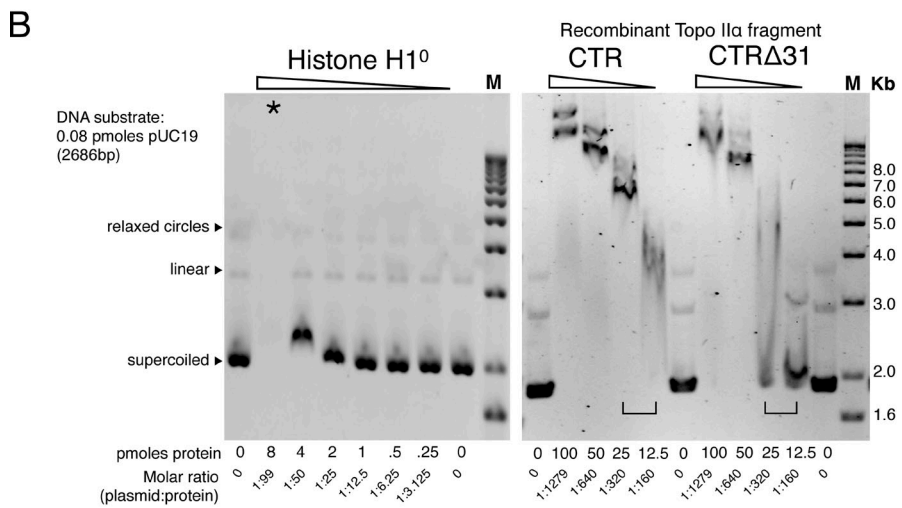 B
Histone H1⁰
M
*
DNA substrate:
0.08 pmoles pUC19
(2686bp)
relaxed circles
linear
supercoiled
pmoles protein 0 8 4 2 1 .5 .25 0
Molar ratio
(plasmid:protein)
0 1:99 1:50 1:25 1:12.5 1:6.25 1:3.125 0
Recombinant Topo IIα fragment
CTR CTRΔ31
M Kb
8.0
7.0
6.0
5.0
4.0
3.0
2.0
1.6
0 100 50 25 12.5 0 100 50 25 12.5 0
0 1:1279 1:640 1:320 1:160 0 1:1279 1:640 1:320 1:160 0